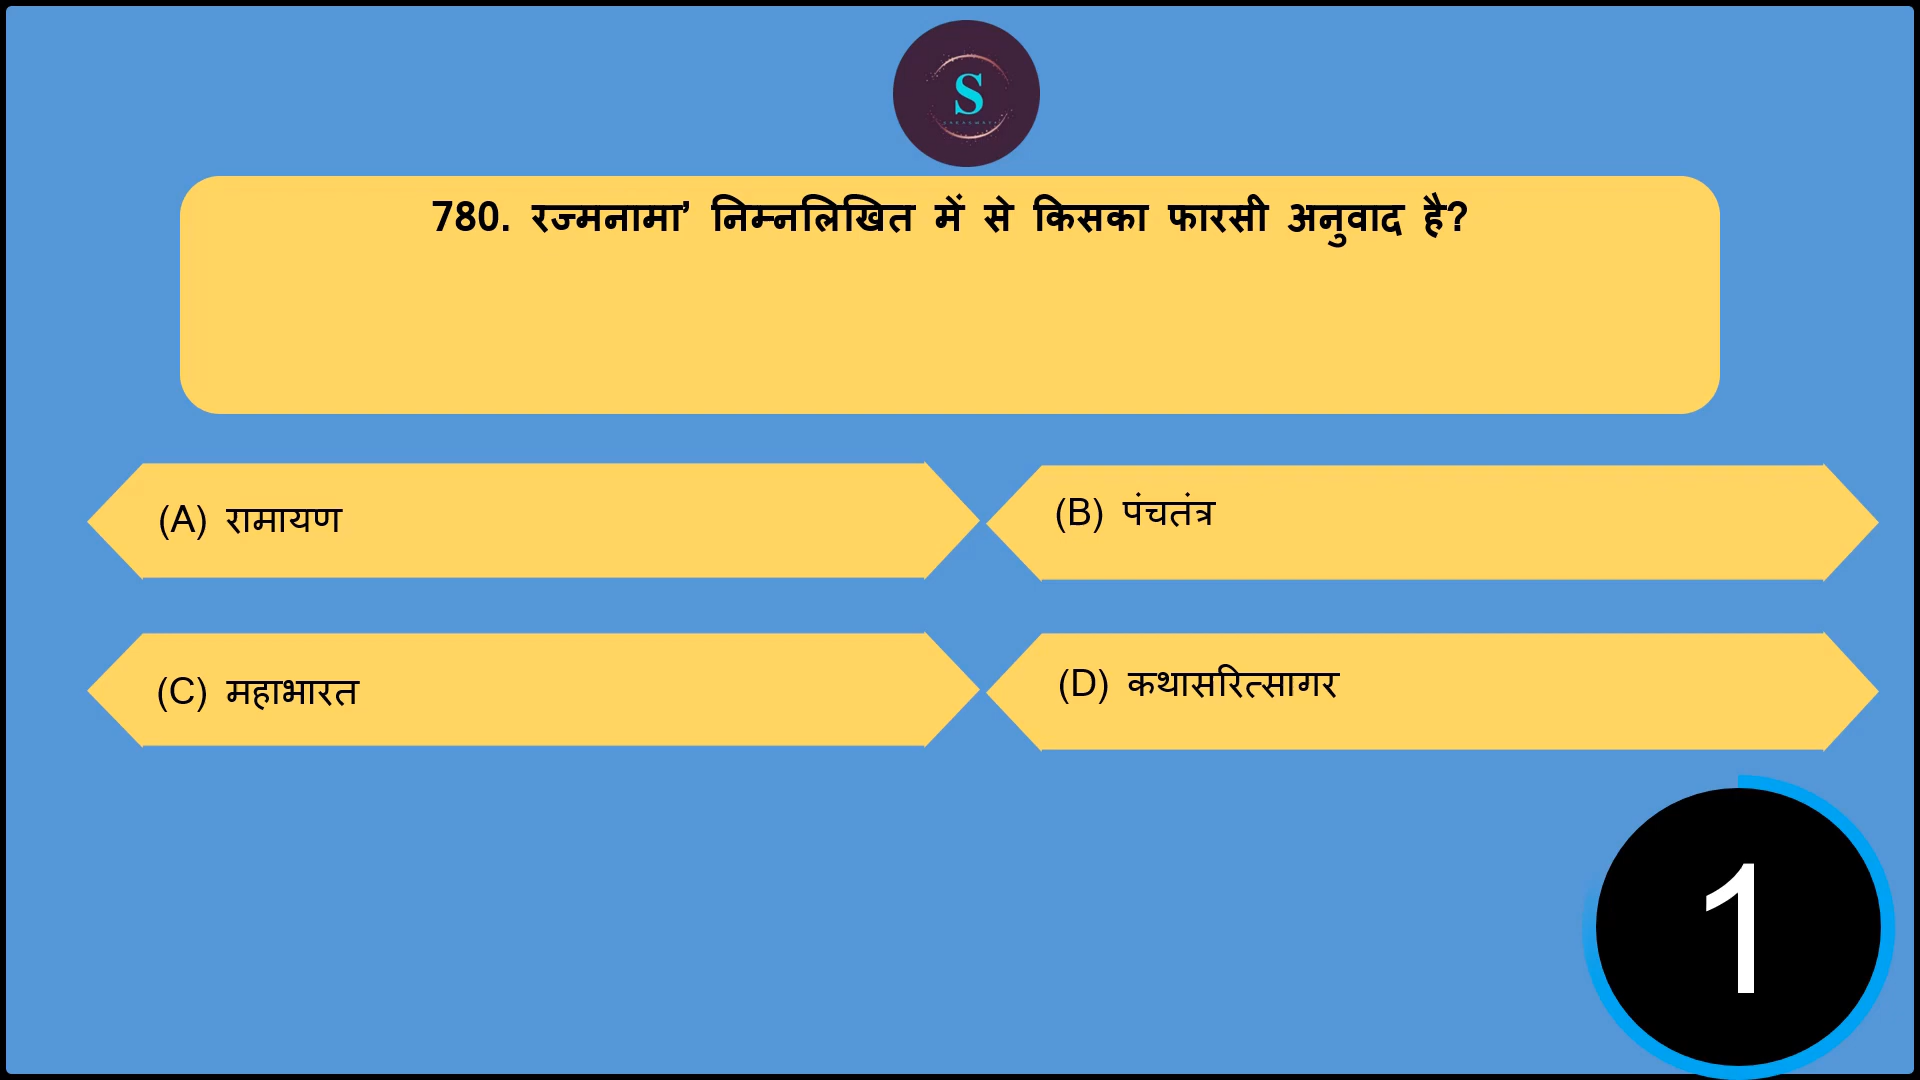 S
780. रज्मनामा’ निम्नलिखित में से किसका फारसी अनुवाद है?
(A) रामायण
(B) पंचतंत्र
(C) महाभारत
(D) कथासरित्सागर
1